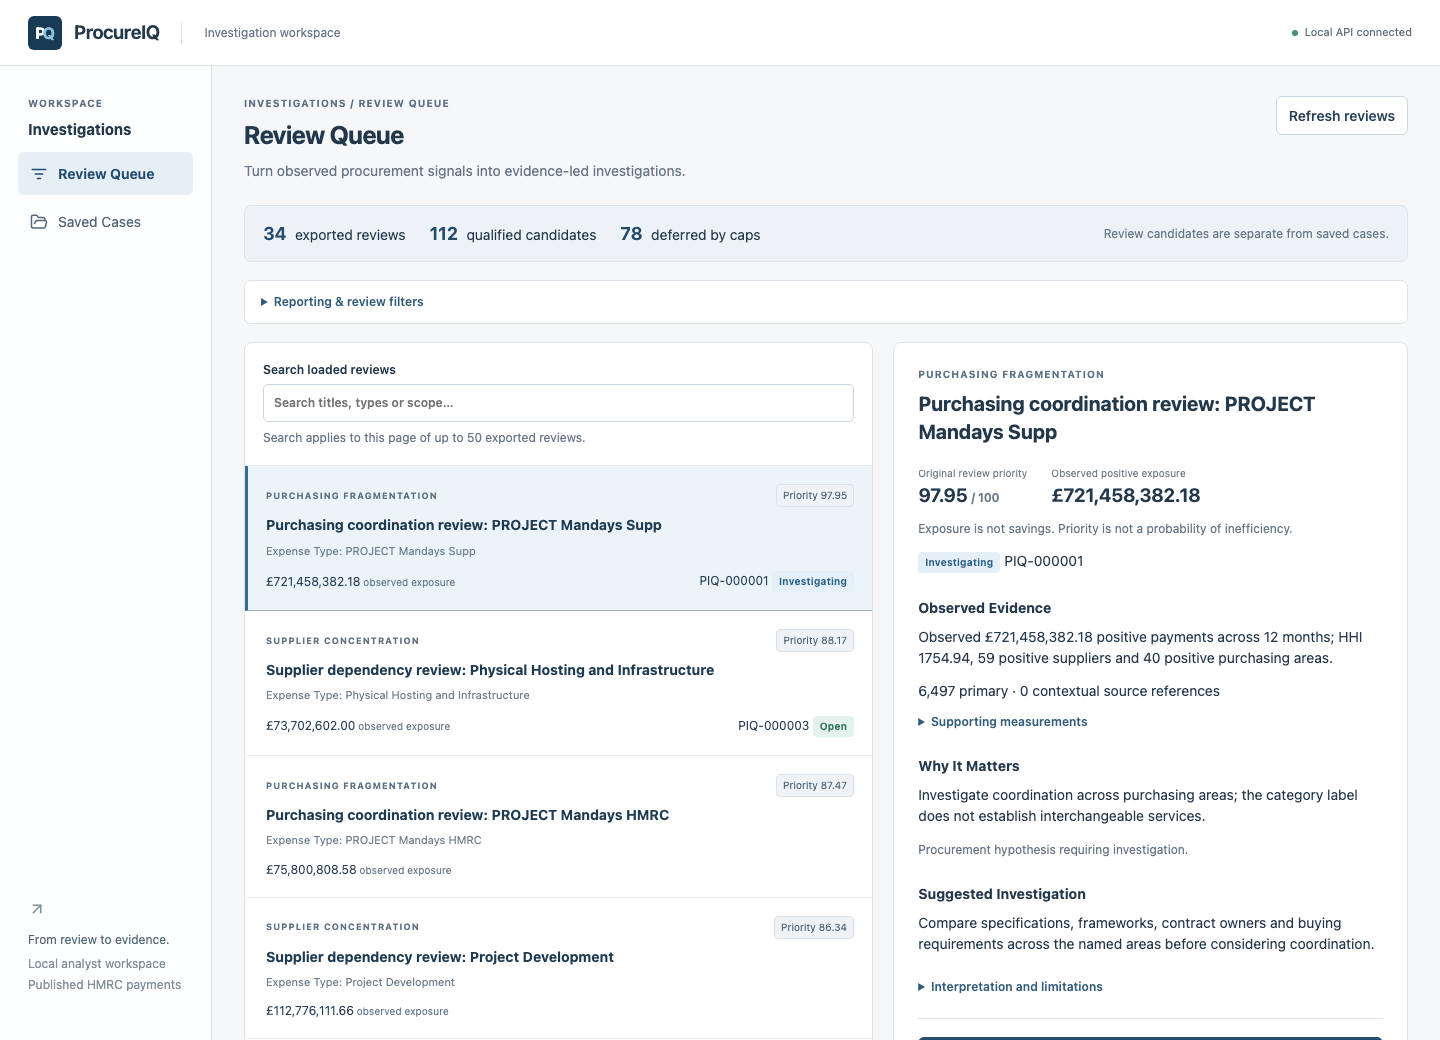 PQ ProcureIQ
Investigation workspace
Local API connected
WORKSPACE
Investigations
Review Queue
Saved Cases
From review to evidence.
Local analyst workspace
Published HMRC payments
INVESTIGATIONS / REVIEW QUEUE
Review Queue
Turn observed procurement signals into evidence-led investigations.
Refresh reviews
34 exported reviews 112 qualified candidates 78 deferred by caps
Review candidates are separate from saved cases.
Reporting & review filters
Search loaded reviews
Search titles, types or scope...
Search applies to this page of up to 50 exported reviews.
PURCHASING FRAGMENTATION
Priority 97.95
Purchasing coordination review: PROJECT Mandays Supp
Expense Type: PROJECT Mandays Supp
£721,458,382.18 observed exposure
PIQ-000001 Investigating
SUPPLIER CONCENTRATION
Priority 88.17
Supplier dependency review: Physical Hosting and Infrastructure
Expense Type: Physical Hosting and Infrastructure
£73,702,602.00 observed exposure
PIQ-000003 Open
PURCHASING FRAGMENTATION
Priority 87.47
Purchasing coordination review: PROJECT Mandays HMRC
Expense Type: PROJECT Mandays HMRC
£75,800,808.58 observed exposure
SUPPLIER CONCENTRATION
Priority 86.34
Supplier dependency review: Project Development
Expense Type: Project Development
£112,776,111.66 observed exposure
PURCHASING FRAGMENTATION
Purchasing coordination review: PROJECT
Mandays Supp
Original review priority
97.95 / 100
Observed positive exposure
£721,458,382.18
Exposure is not savings. Priority is not a probability of inefficiency.
Investigating PIQ-000001
Observed Evidence
Observed £721,458,382.18 positive payments across 12 months; HHI
1754.94, 59 positive suppliers and 40 positive purchasing areas.
6,497 primary · 0 contextual source references
Supporting measurements
Why It Matters
Investigate coordination across purchasing areas; the category label
does not establish interchangeable services.
Procurement hypothesis requiring investigation.
Suggested Investigation
Compare specifications, frameworks, contract owners and buying
requirements across the named areas before considering coordination.
Interpretation and limitations